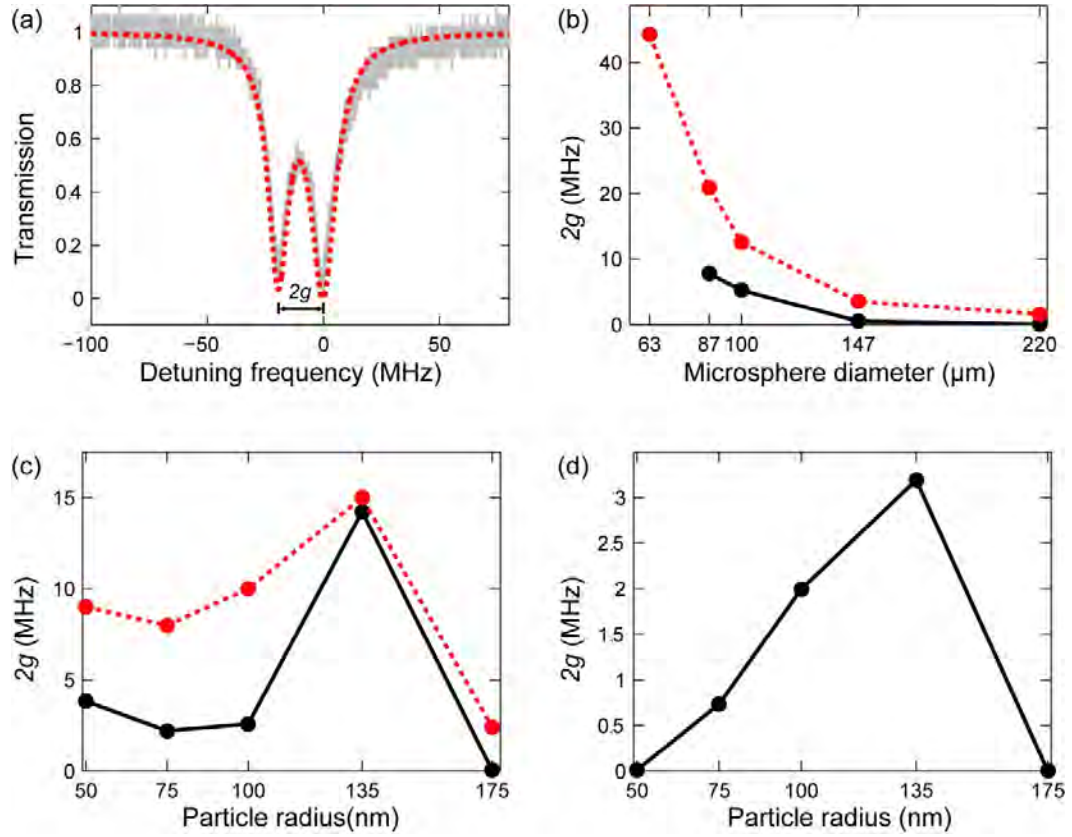 (a)
1
0.8
0.6
0.4
0.2
0
Transmission
2g
−100 −50 0 50
Detuning frequency (MHz)
(b)
40
30
20
10
0
2g (MHz)
63 87 100 147 220
Microsphere diameter (μm)
(c)
15
10
5
0
2g (MHz)
50 75 100 135 175
Particle radius(nm)
(d)
3
2.5
2
1.5
1
0.5
0
2g (MHz)
50 75 100 135 175
Particle radius (nm)